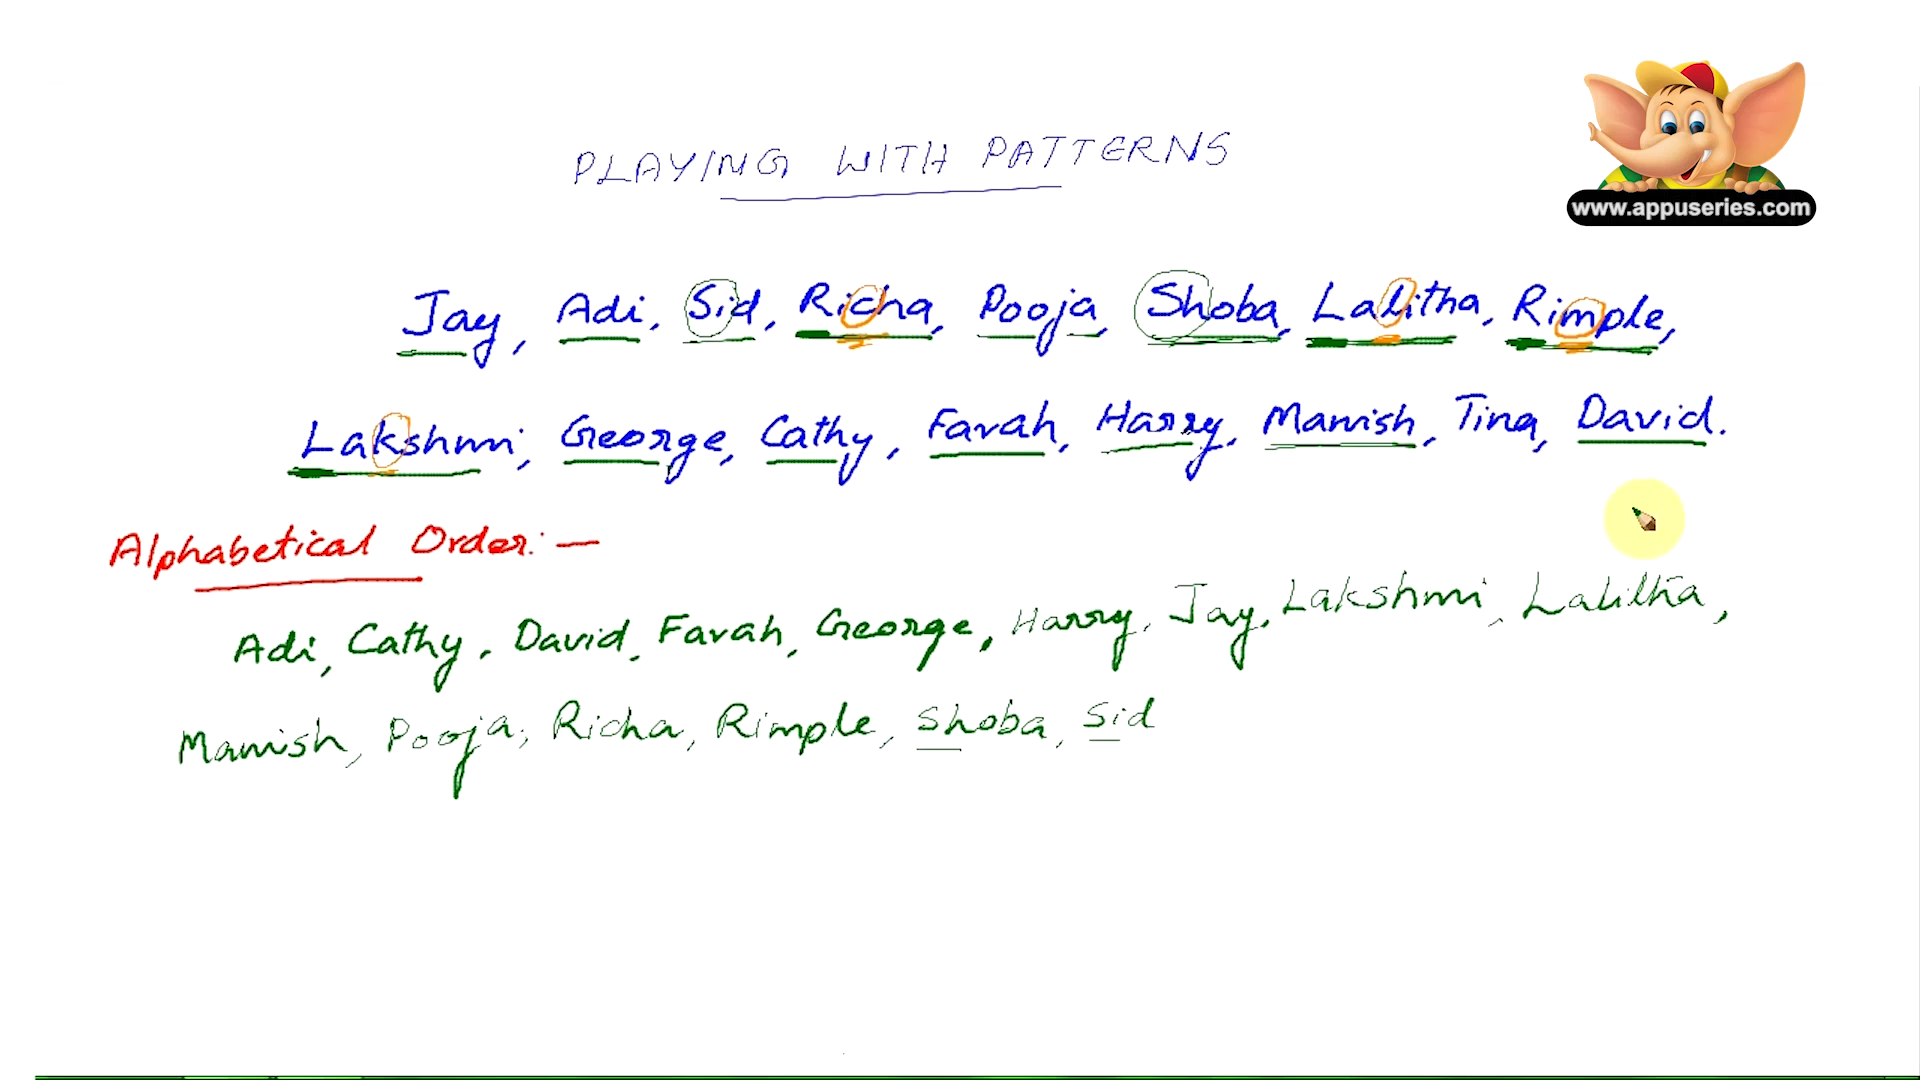 www.appuseries.com
PLAYING WITH PATTERNS
Jay, Adi, Sid, Richa, Pooja, Shoba, Lalitha, Rimple,
Lakshmi, George, Cathy, Farah, Harry, Manish, Tina, David.
Alphabetical Order:-
Adi, Cathy, David, Farah, George, Harry, Jay, Lakshmi, Lalitha,
Manish, Pooja, Richa, Rimple, Shoba, Sid